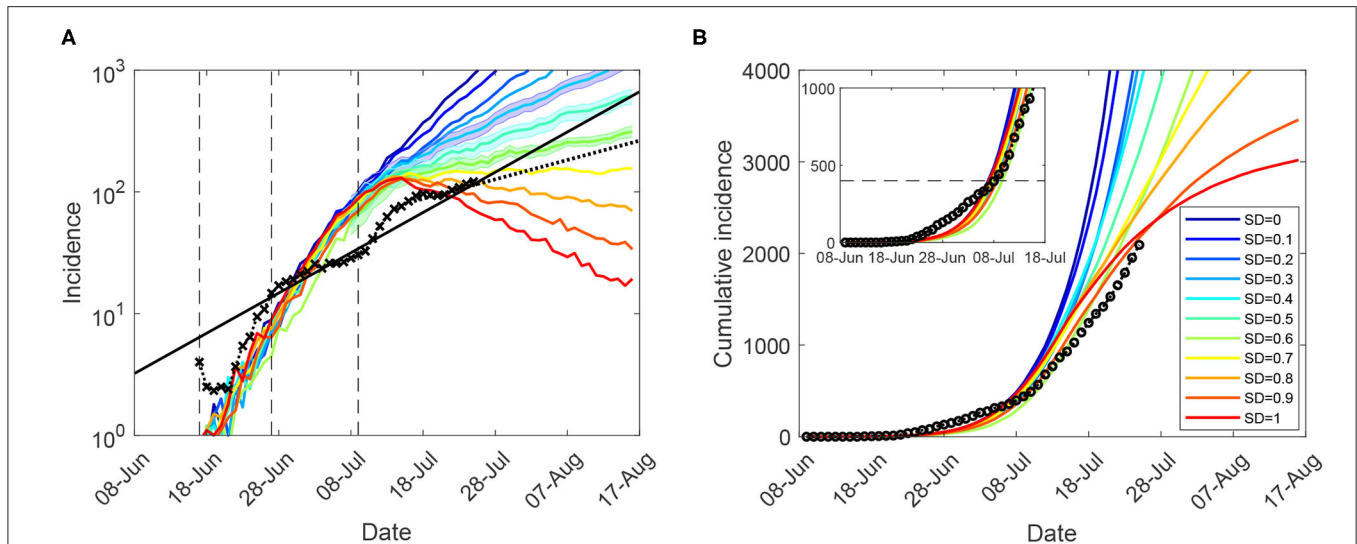 A
Incidence
10^3
10^2
10^1
10^0
08-Jun
18-Jun
28-Jun
08-Jul
18-Jul
28-Jul
07-Aug
17-Aug
Date
B
Cumulative incidence
4000
3000
2000
1000
0
1000
500
0
08-Jun
18-Jun
28-Jun
08-Jul
18-Jul
SD=0
SD=0.1
SD=0.2
SD=0.3
SD=0.4
SD=0.5
SD=0.6
SD=0.7
SD=0.8
SD=0.9
SD=1
08-Jun
18-Jun
28-Jun
08-Jul
18-Jul
28-Jul
07-Aug
17-Aug
Date